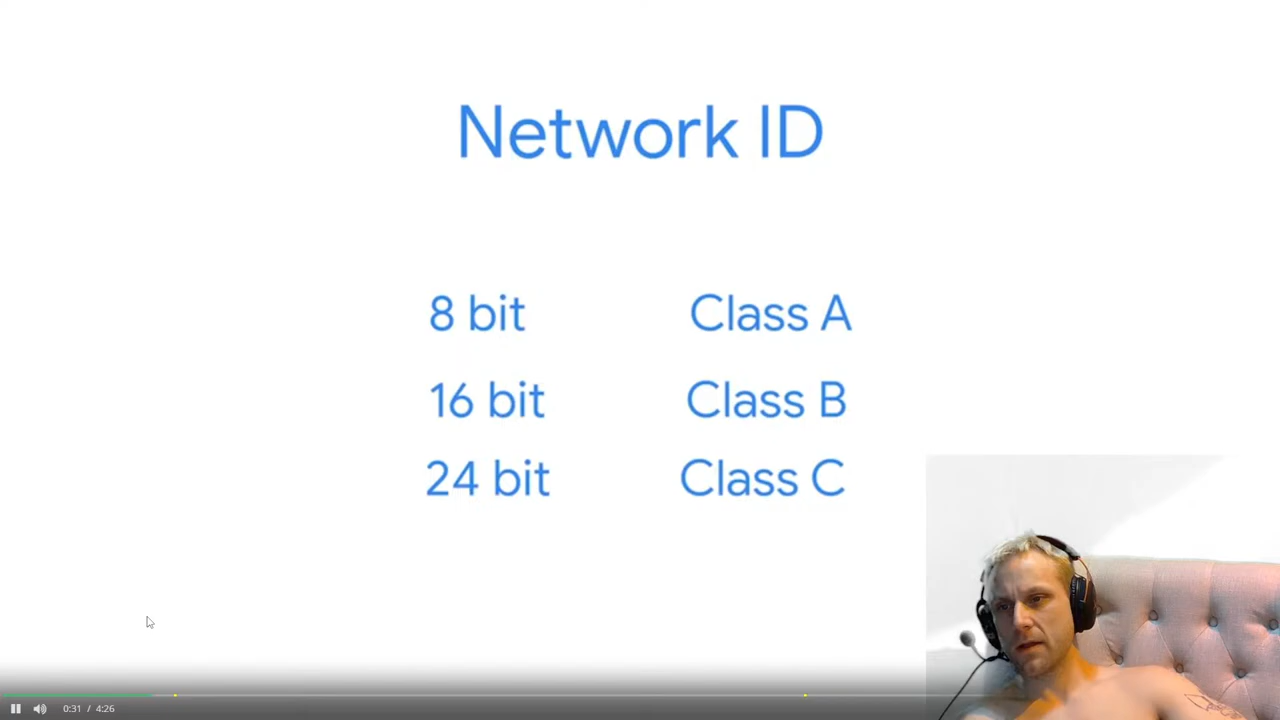 Network ID
8 bit Class A
16 bit Class B
24 bit Class C
0:31 / 4:26